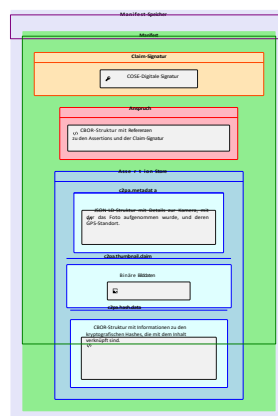 Manifest-Speicher
Manifest
Claim-Signatur
COSE-Digitale Signatur
Anspruch
CBOR-Struktur mit Referenzen
zu den Assertions und der Claim-Signatur
Assertion Store
c2pa.metadata
JSON-LD-Struktur mit Details zur Kamera, mit
der das Foto aufgenommen wurde, und deren
GPS-Standort.
c2pa.thumbnail.claim
Binäre Bilddaten
c2pa.hash.data
CBOR-Struktur mit Informationen zu den
kryptografischen Hashes, die mit dem Inhalt
verknüpft sind.